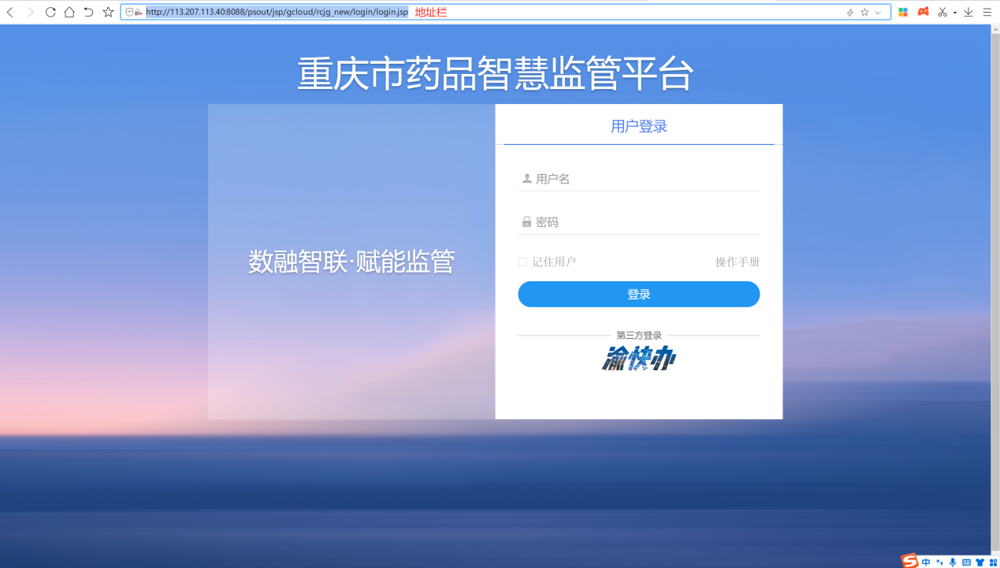 http://113.207.113.40:8088/psout/jsp/gcloud/rcjg_new/login/login.jsp 地址栏
重庆市药品智慧监管平台
用户登录
用户名
密码
数融智联·赋能监管
记住用户 操作手册
登录
第三方登录
渝快办
中